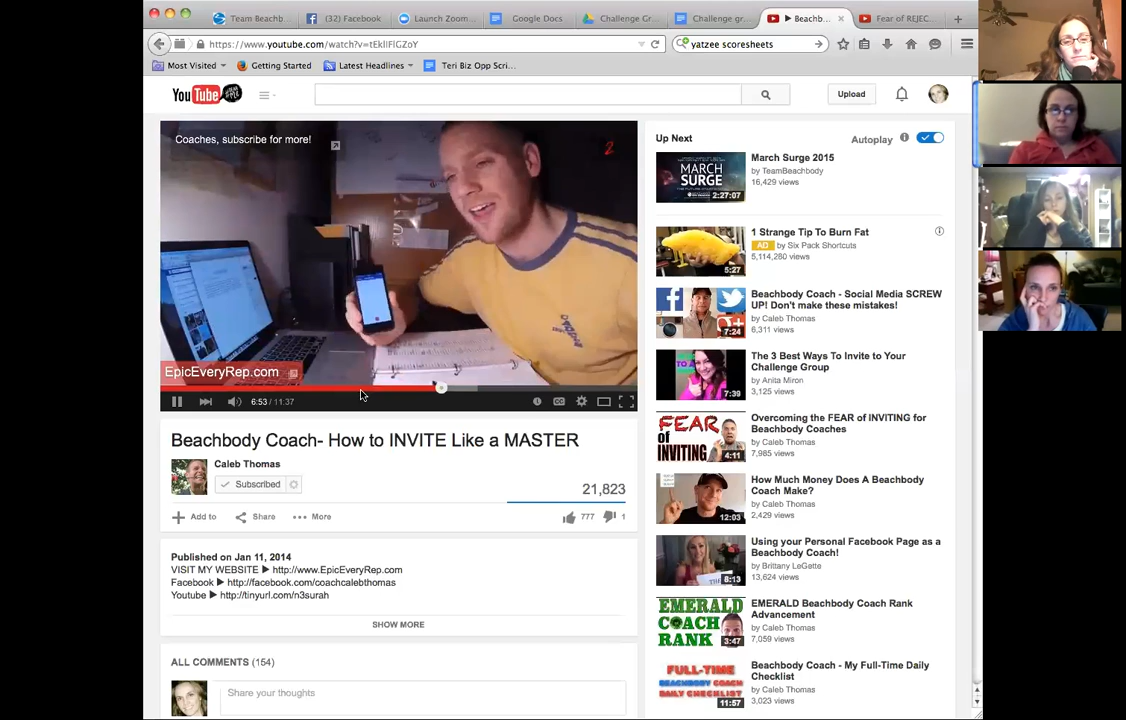 Team Beachb
(32) Facebook
Launch Zoom...
Google Docs
Challenge Gr...
Challenge gr...
Beachb...
Fear of REJEC...
https://www.youtube.com/watch?v=tEkliFlGZoY
yatzee scoresheets
Most Visited
Getting Started
Latest Headlines
Teri Biz Opp Scri...
YouTube
Upload
Coaches, subscribe for more!
2
EpicEveryRep.com
6:53 / 11:37
Beachbody Coach- How to INVITE Like a MASTER
Caleb Thomas
Subscribed
21,823
Add to
Share
More
777
1
Published on Jan 11, 2014
VISIT MY WEBSITE ▶ http://www.EpicEveryRep.com
Facebook ▶ http://facebook.com/coachcalebthomas
Youtube ▶ http://tinyurl.com/n3surah
SHOW MORE
ALL COMMENTS (154)
Share your thoughts
Up Next
Autoplay
MARCH SURGE
2:27:07
March Surge 2015
by TeamBeachbody
16,429 views
5:27
1 Strange Tip To Burn Fat
AD by Six Pack Shortcuts
5,114,280 views
7:24
Beachbody Coach - Social Media SCREW
UP! Don't make these mistakes!
by Caleb Thomas
6,311 views
7:39
The 3 Best Ways To Invite to Your
Challenge Group
by Anita Miron
3,125 views
FEAR
of
INVITING
4:11
Overcoming the FEAR of INVITING for
Beachbody Coaches
by Caleb Thomas
7,985 views
12:03
How Much Money Does A Beachbody
Coach Make?
by Caleb Thomas
2,429 views
8:13
Using your Personal Facebook Page as a
Beachbody Coach!
by Brittany LeGette
13,624 views
EMERALD
COACH
RANK
3:47
EMERALD Beachbody Coach Rank
Advancement
by Caleb Thomas
7,059 views
FULL-TIME
BEACHBODY COACH
DAILY CHECKLIST
11:57
Beachbody Coach - My Full-Time Daily
Checklist
by Caleb Thomas
3,023 views